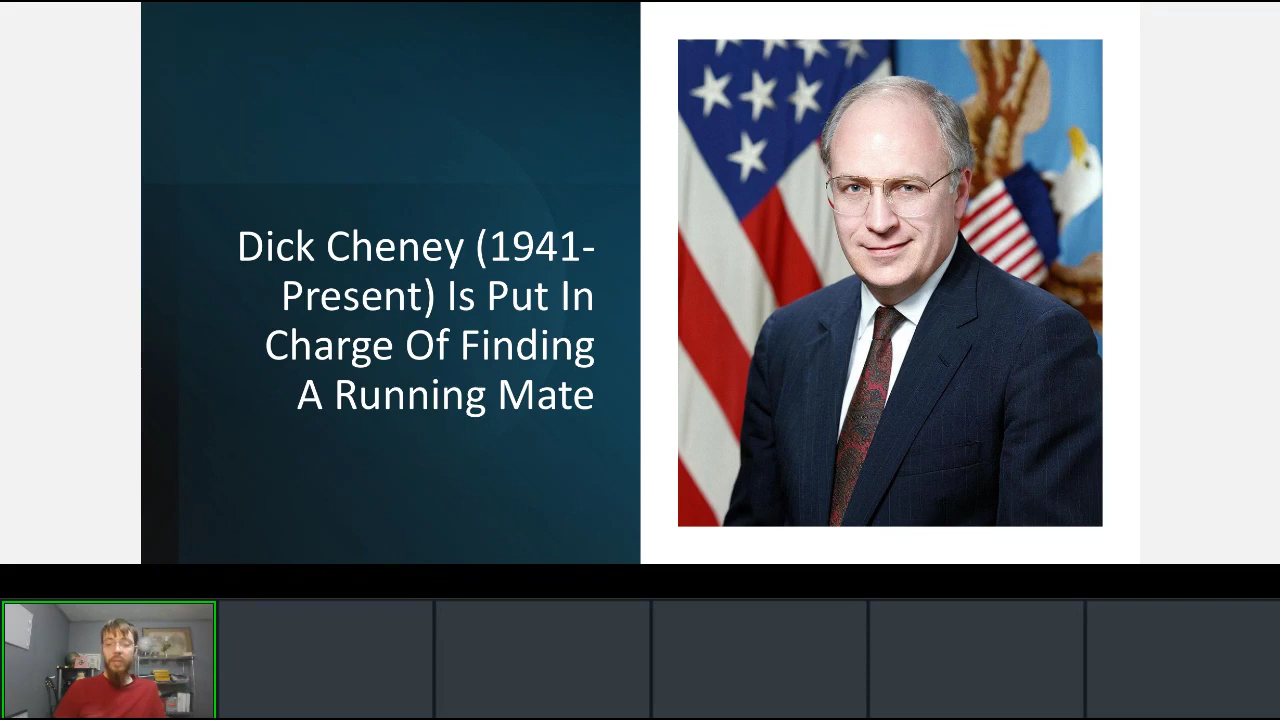 Dick Cheney (1941-
Present) Is Put In
Charge Of Finding
A Running Mate